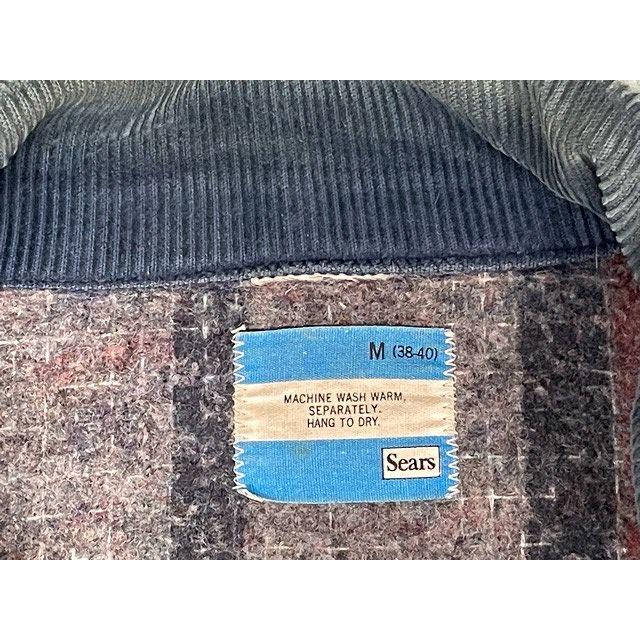 M (38-40)
MACHINE WASH WARM,
SEPARATELY.
HANG TO DRY.
Sears